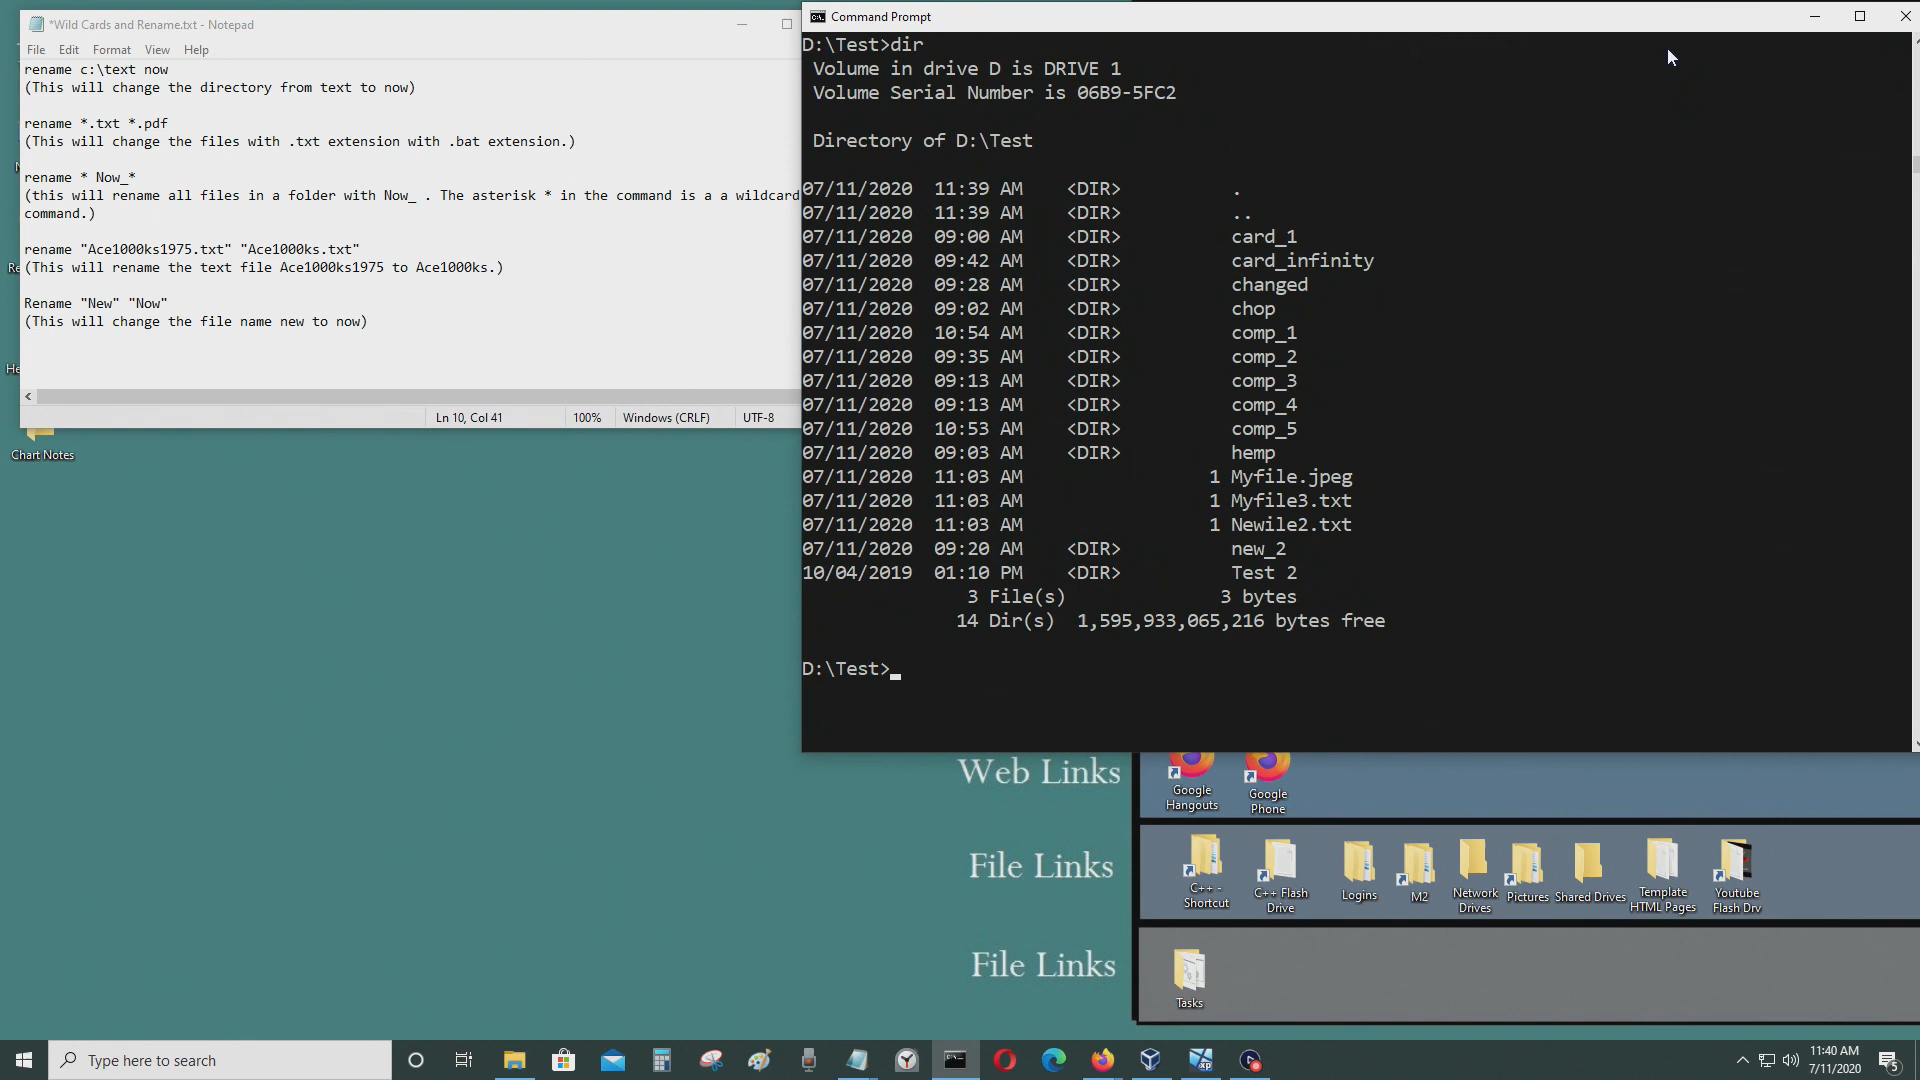 *Wild Cards and Rename.txt - Notepad
File Edit Format View Help
rename c:\text now
(This will change the directory from text to now)
rename *.txt *.pdf
(This will change the files with .txt extension with .bat extension.)
rename * Now_*
(this will rename all files in a folder with Now_ . The asterisk * in the command is a a wildcard
command.)
rename "Ace1000ks1975.txt" "Ace1000ks.txt"
(This will rename the text file Ace1000ks1975 to Ace1000ks.)
Rename "New" "Now"
(This will change the file name new to now)
Ln 10, Col 41 100% Windows (CRLF) UTF-8
Chart Notes
Command Prompt
D:\Test>dir
Volume in drive D is DRIVE 1
Volume Serial Number is 06B9-5FC2
Directory of D:\Test
07/11/2020 11:39 AM <DIR> .
07/11/2020 11:39 AM <DIR> ..
07/11/2020 09:00 AM <DIR> card_1
07/11/2020 09:42 AM <DIR> card_infinity
07/11/2020 09:28 AM <DIR> changed
07/11/2020 09:02 AM <DIR> chop
07/11/2020 10:54 AM <DIR> comp_1
07/11/2020 09:35 AM <DIR> comp_2
07/11/2020 09:13 AM <DIR> comp_3
07/11/2020 09:13 AM <DIR> comp_4
07/11/2020 10:53 AM <DIR> comp_5
07/11/2020 09:03 AM <DIR> hemp
07/11/2020 11:03 AM 1 Myfile.jpeg
07/11/2020 11:03 AM 1 Myfile3.txt
07/11/2020 11:03 AM 1 Newile2.txt
07/11/2020 09:20 AM <DIR> new_2
10/04/2019 01:10 PM <DIR> Test 2
3 File(s) 3 bytes
14 Dir(s) 1,595,933,065,216 bytes free
D:\Test>
Web Links
Google
Hangouts
Google
Phone
File Links
C++ -
Shortcut
C++ Flash
Drive
Logins
M2
Network
Drives
Pictures
Shared Drives
Template
HTML Pages
Youtube
Flash Drv
File Links
Tasks
Type here to search
11:40 AM
7/11/2020
5